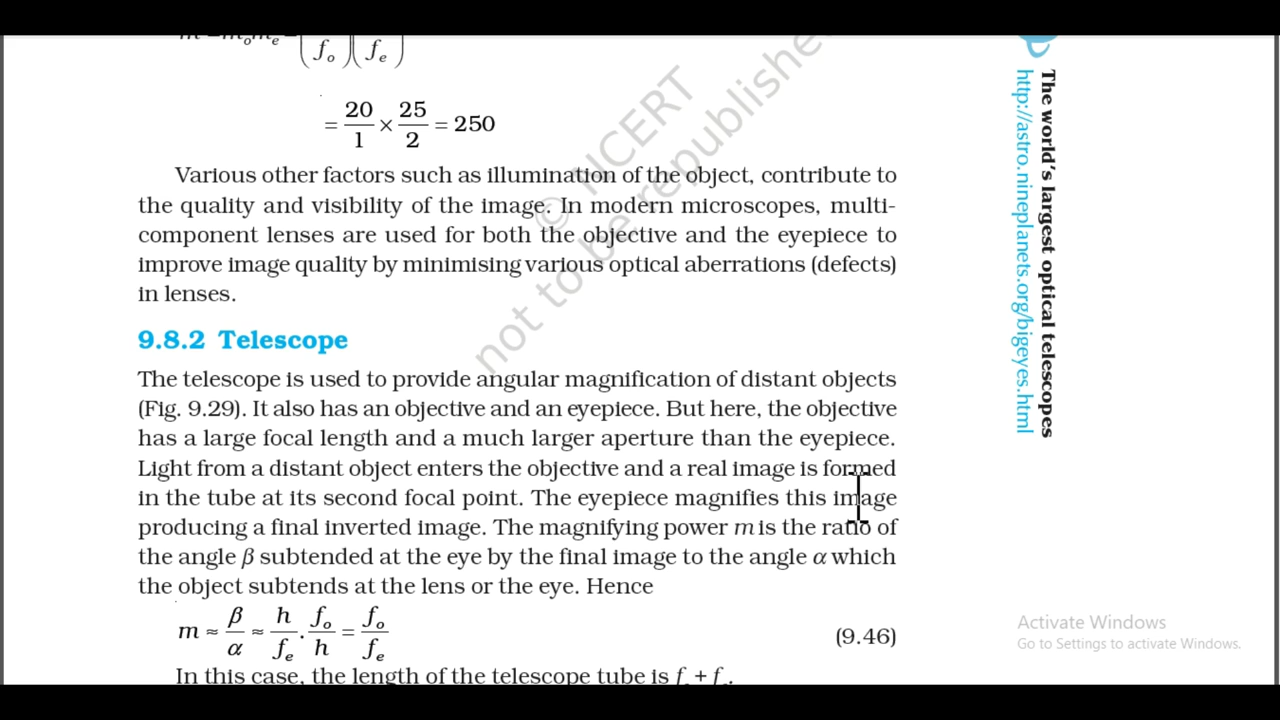 m = m_o m_e = (   / f_o)(   / f_e)
= 20/1 × 25/2 = 250
Various other factors such as illumination of the object, contribute to
the quality and visibility of the image. In modern microscopes, multi-
component lenses are used for both the objective and the eyepiece to
improve image quality by minimising various optical aberrations (defects)
in lenses.
9.8.2 Telescope
The telescope is used to provide angular magnification of distant objects
(Fig. 9.29). It also has an objective and an eyepiece. But here, the objective
has a large focal length and a much larger aperture than the eyepiece.
Light from a distant object enters the objective and a real image is formed
in the tube at its second focal point. The eyepiece magnifies this image
producing a final inverted image. The magnifying power m is the ratio of
the angle β subtended at the eye by the final image to the angle α which
the object subtends at the lens or the eye. Hence
m ≈ β/α ≈ h/f_e . f_o/h = f_o/f_e (9.46)
In this case, the length of the telescope tube is f + f .
The world's largest optical telescopes
http://astro.nineplanets.org/bigeyes.html
© NCERT
not to be republishe
Activate Windows
Go to Settings to activate Windows.